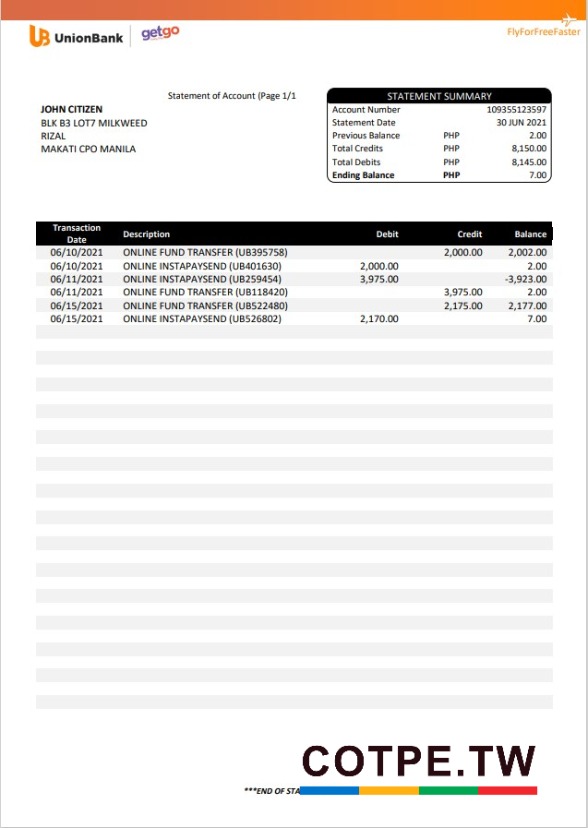 UnionBank getgo
FlyForFreeFaster
Statement of Account (Page 1/1
JOHN CITIZEN
BLK B3 LOT7 MILKWEED
RIZAL
MAKATI CPO MANILA
STATEMENT SUMMARY
Account Number 109355123597
Statement Date 30 JUN 2021
Previous Balance PHP 2.00
Total Credits PHP 8,150.00
Total Debits PHP 8,145.00
Ending Balance PHP 7.00
Transaction Date Description Debit Credit Balance
06/10/2021 ONLINE FUND TRANSFER (UB395758) 2,000.00 2,002.00
06/10/2021 ONLINE INSTAPAYSEND (UB401630) 2,000.00 2.00
06/11/2021 ONLINE INSTAPAYSEND (UB259454) 3,975.00 -3,923.00
06/11/2021 ONLINE FUND TRANSFER (UB118420) 3,975.00 2.00
06/15/2021 ONLINE FUND TRANSFER (UB522480) 2,175.00 2,177.00
06/15/2021 ONLINE INSTAPAYSEND (UB526802) 2,170.00 7.00
COTPE.TW
***END OF STA